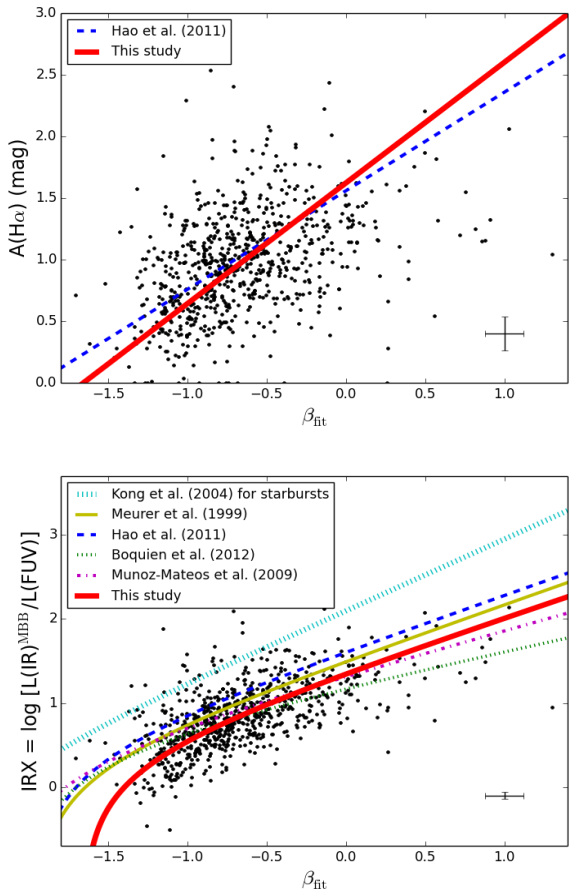 Hao et al. (2011)
This study
A(Hα) (mag)
3.0
2.5
2.0
1.5
1.0
0.5
0.0
−1.5 −1.0 −0.5 0.0 0.5 1.0
β_fit
Kong et al. (2004) for starbursts
Meurer et al. (1999)
Hao et al. (2011)
Boquien et al. (2012)
Munoz-Mateos et al. (2009)
This study
IRX = log [L(IR)^MBB/L(FUV)]
3
2
1
0
−1.5 −1.0 −0.5 0.0 0.5 1.0
β_fit